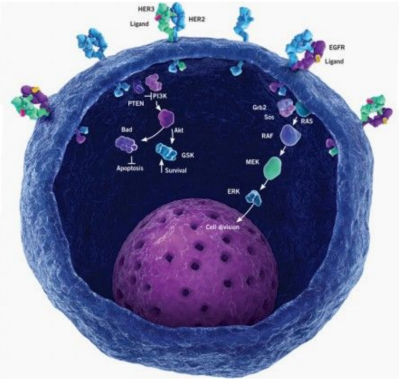 HER3
Ligand
HER2
EGFR
Ligand
PI3K
PTEN
Akt
Bad
GSK
Apoptosis
Survival
Grb2
Sos
RAS
RAF
MEK
ERK
Cell division